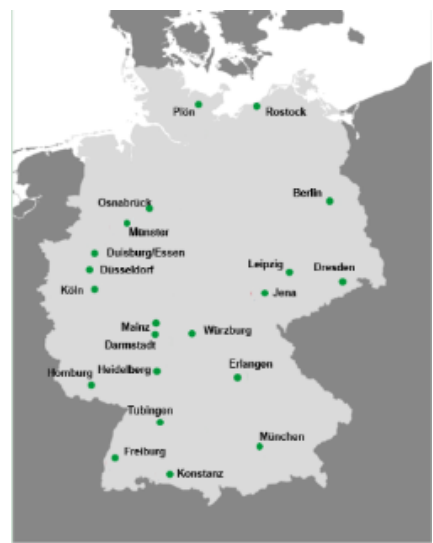 Plön
Rostock
Berlin
Osnabrück
Münster
Duisburg/Essen
Leipzig
Dresden
Düsseldorf
Köln
Jena
Mainz
Würzburg
Darmstadt
Erlangen
Homburg
Heidelberg
Tübingen
München
Freiburg
Konstanz